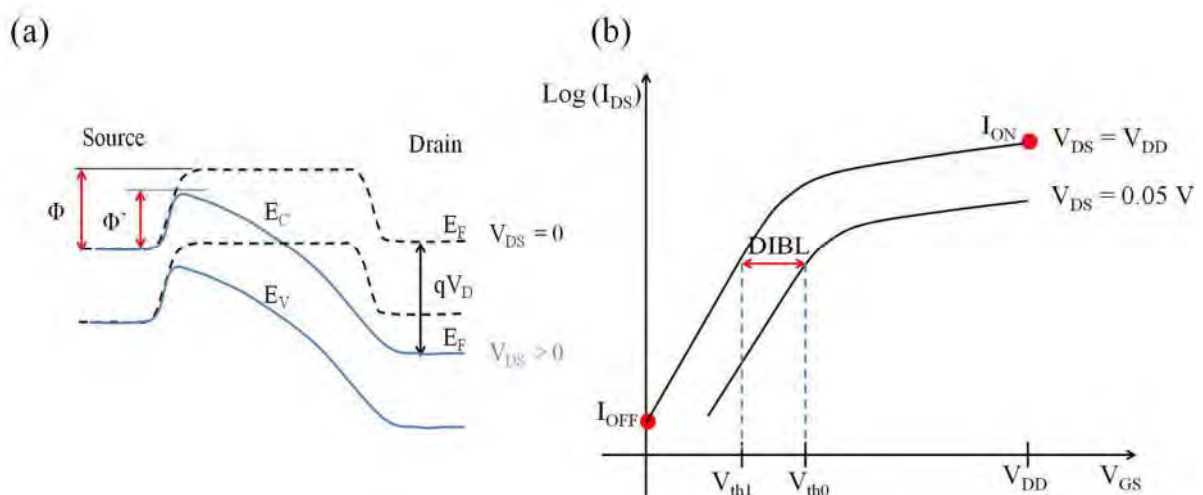 (a)
Source
Drain
Φ
Φ`
E_C
E_F
V_DS = 0
qV_D
E_V
E_F
V_DS > 0
(b)
Log (I_DS)
I_ON
V_DS = V_DD
V_DS = 0.05 V
DIBL
I_OFF
V_th1
V_th0
V_DD
V_GS